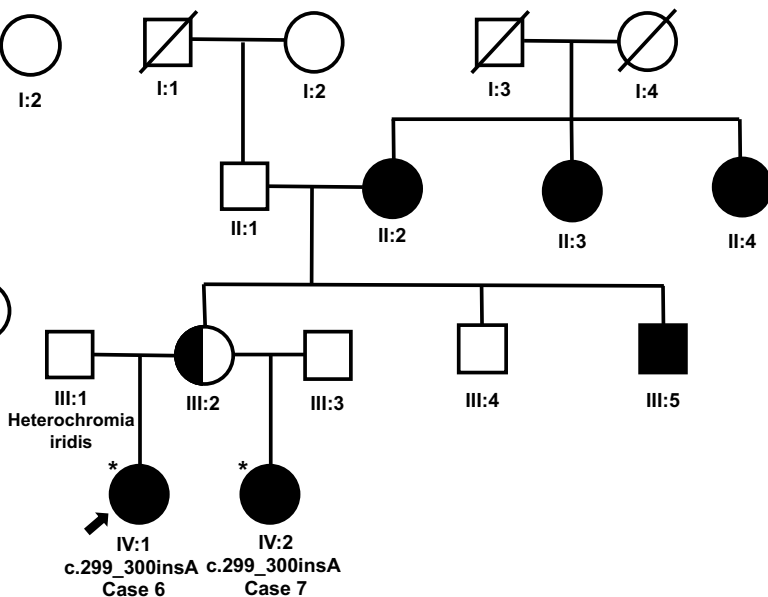 I:2
I:1
I:2
I:3
I:4
II:1
II:2
II:3
II:4
III:1
Heterochromia
iridis
III:2
III:3
III:4
III:5
*
*
IV:1
c.299_300insA
Case 6
IV:2
c.299_300insA
Case 7